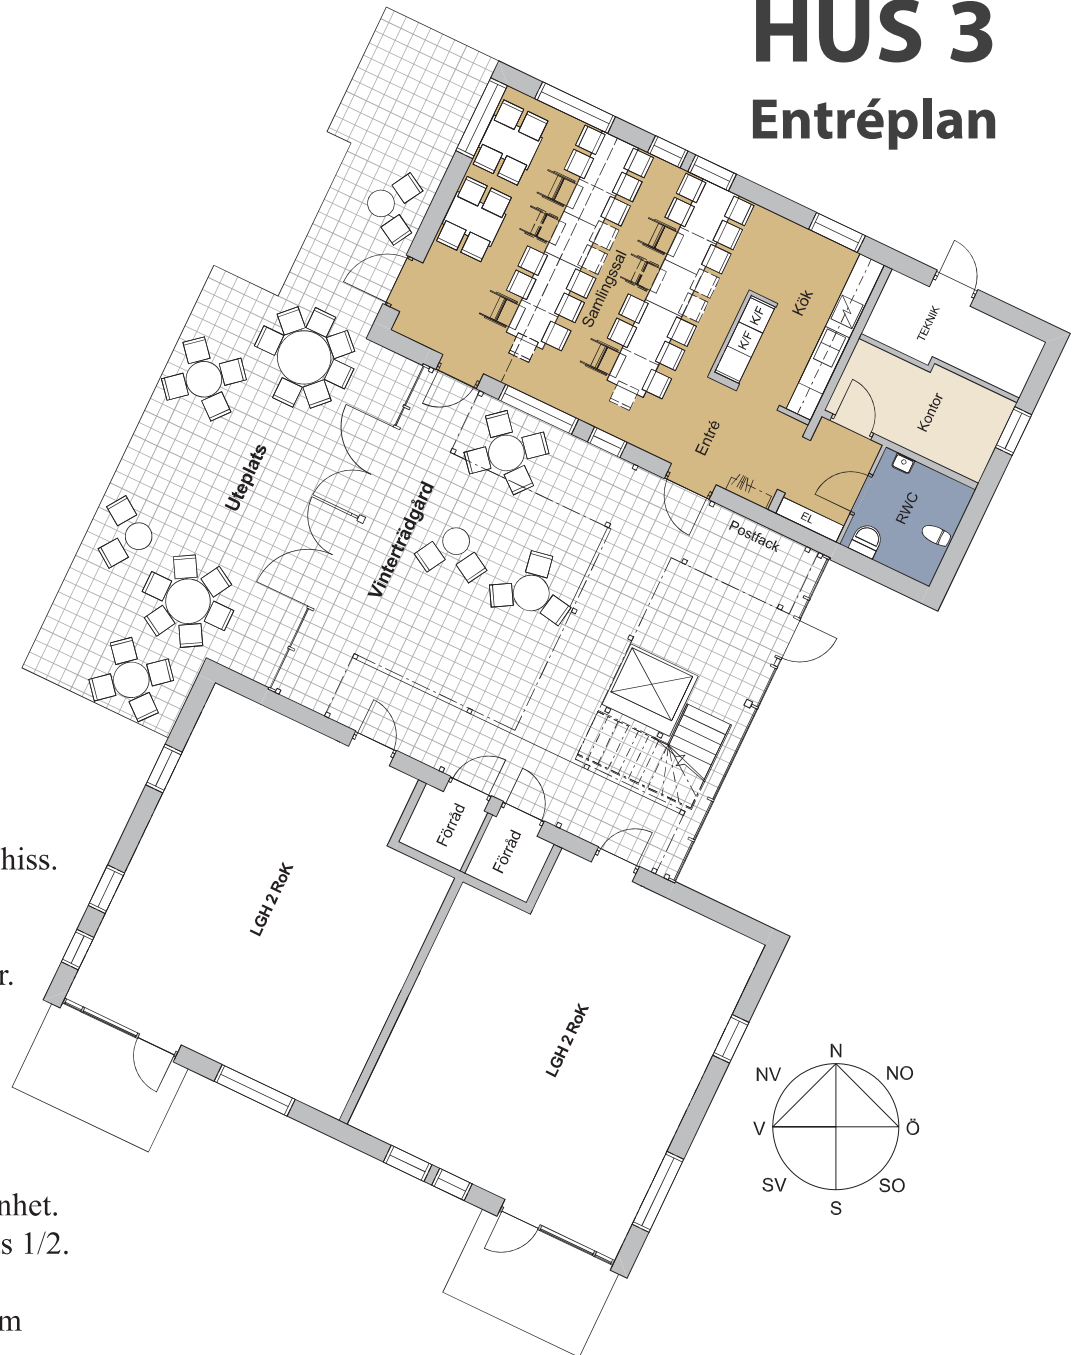 HUS 3
Entréplan
Samlingssal
K/F
K/F
Kök
TEKNIK
Kontor
Entré
RWC
EL
Postfack
Uteplats
Vinterträdgård
Förråd
Förråd
LGH 2 RoK
LGH 2 RoK
hiss.
r.
nhet.
s 1/2.
m
N
NV
NO
V
Ö
SV
SO
S